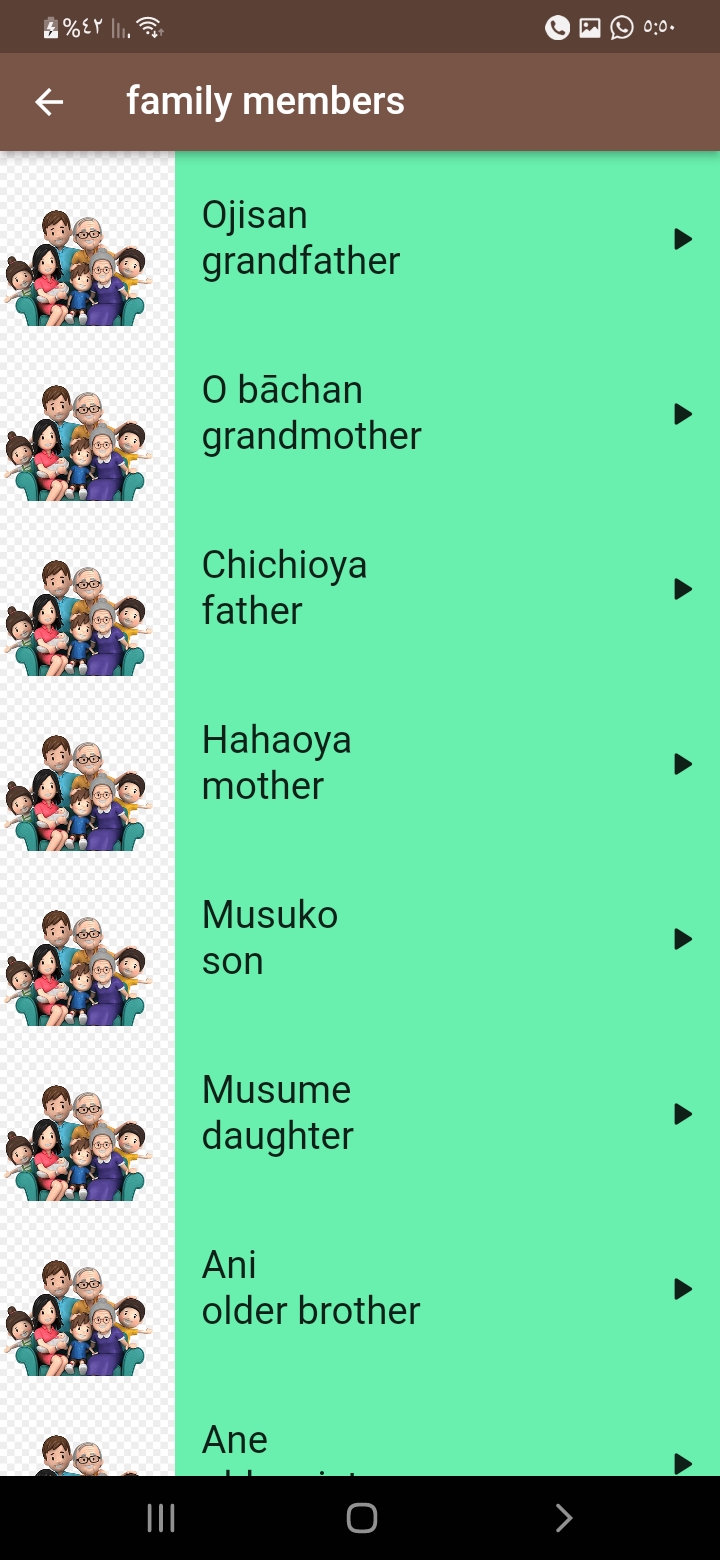 %٤٢
٥:٥٠
family members
Ojisan
grandfather
O bāchan
grandmother
Chichioya
father
Hahaoya
mother
Musuko
son
Musume
daughter
Ani
older brother
Ane